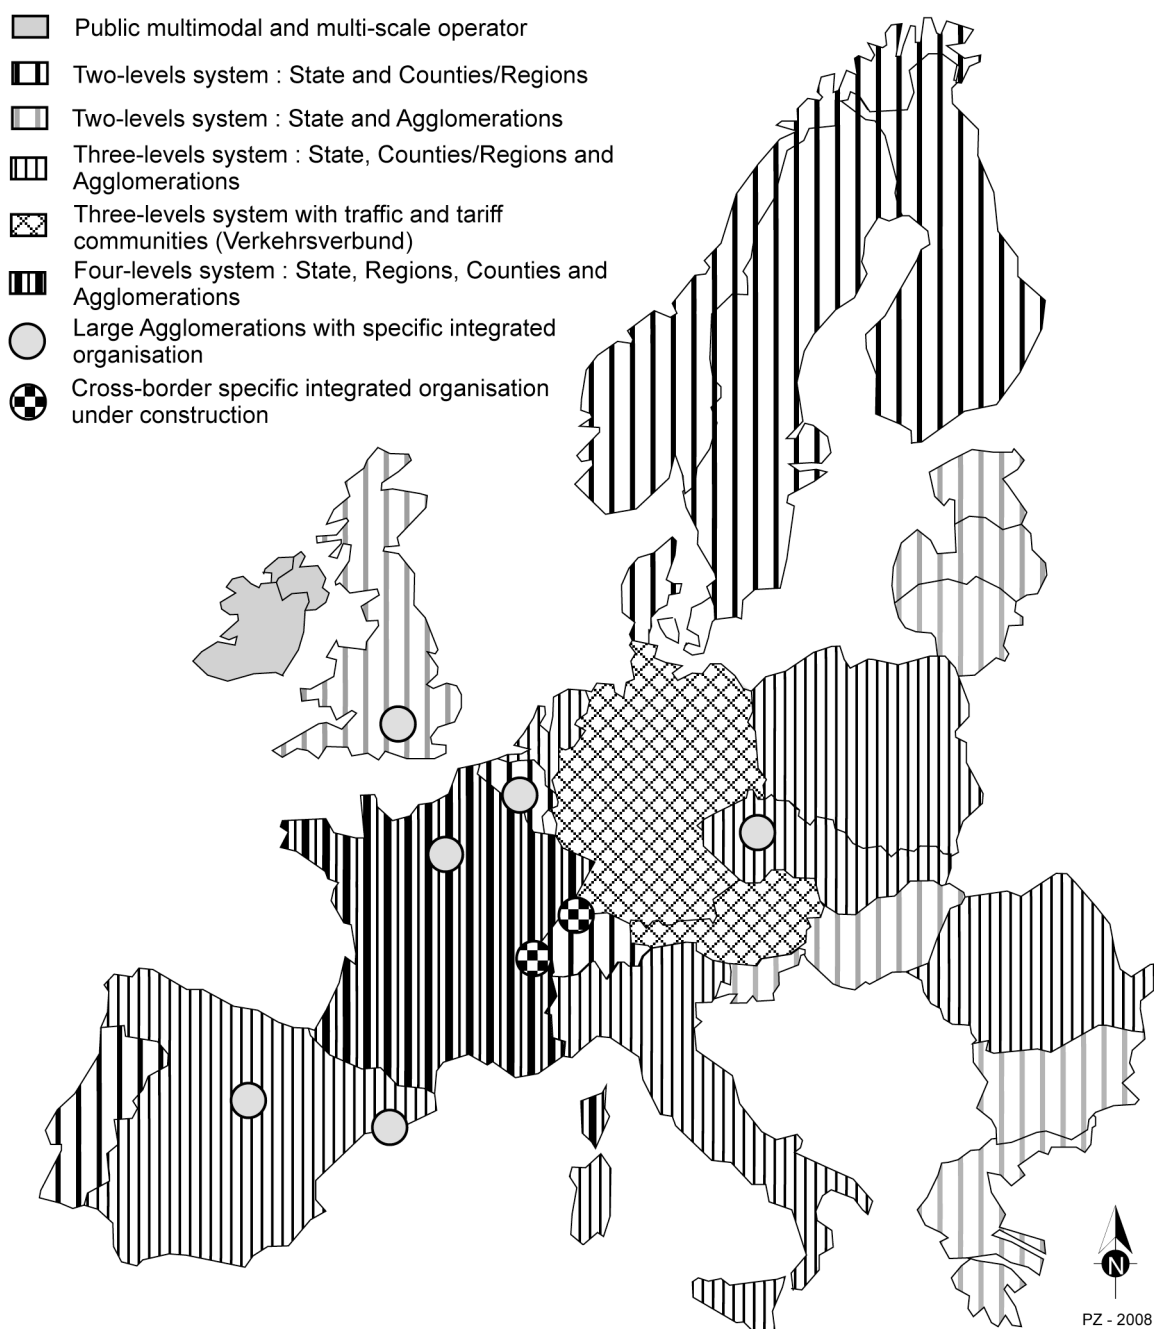 Public multimodal and multi-scale operator
Two-levels system : State and Counties/Regions
Two-levels system : State and Agglomerations
Three-levels system : State, Counties/Regions and
Agglomerations
Three-levels system with traffic and tariff
communities (Verkehrsverbund)
Four-levels system : State, Regions, Counties and
Agglomerations
Large Agglomerations with specific integrated
organisation
Cross-border specific integrated organisation
under construction
N
PZ - 2008